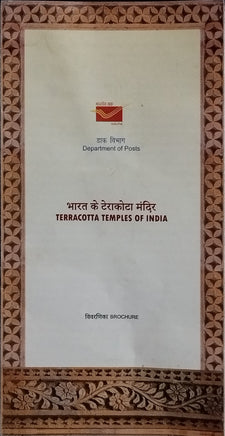 डाक विभाग
Department of Posts
भारत के टेराकोटा मंदिर
TERRACOTTA TEMPLES OF INDIA
विवरणिका BROCHURE